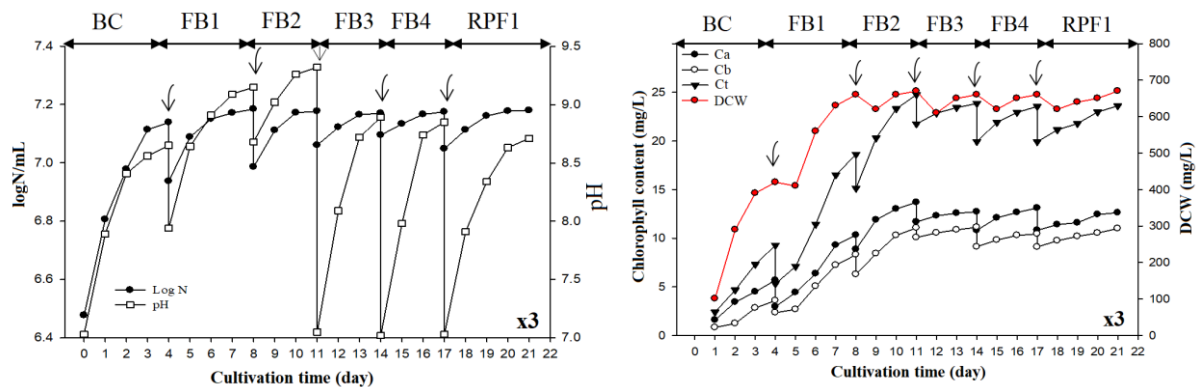 BC FB1 FB2 FB3 FB4 RPF1
7.4
7.2
7.0
6.8
6.6
6.4
logN/mL
9.5
9.0
8.5
8.0
7.5
7.0
pH
Log N
pH
x3
0 1 2 3 4 5 6 7 8 9 10 11 12 13 14 15 16 17 18 19 20 21 22
Cultivation time (day)
BC FB1 FB2 FB3 FB4 RPF1
Ca
Cb
Ct
DCW
25
20
15
10
5
0
Chlorophyll content (mg/L)
800
700
600
500
400
300
200
100
0
DCW (mg/L)
x3
0 1 2 3 4 5 6 7 8 9 10 11 12 13 14 15 16 17 18 19 20 21 22
Cultivation time (day)